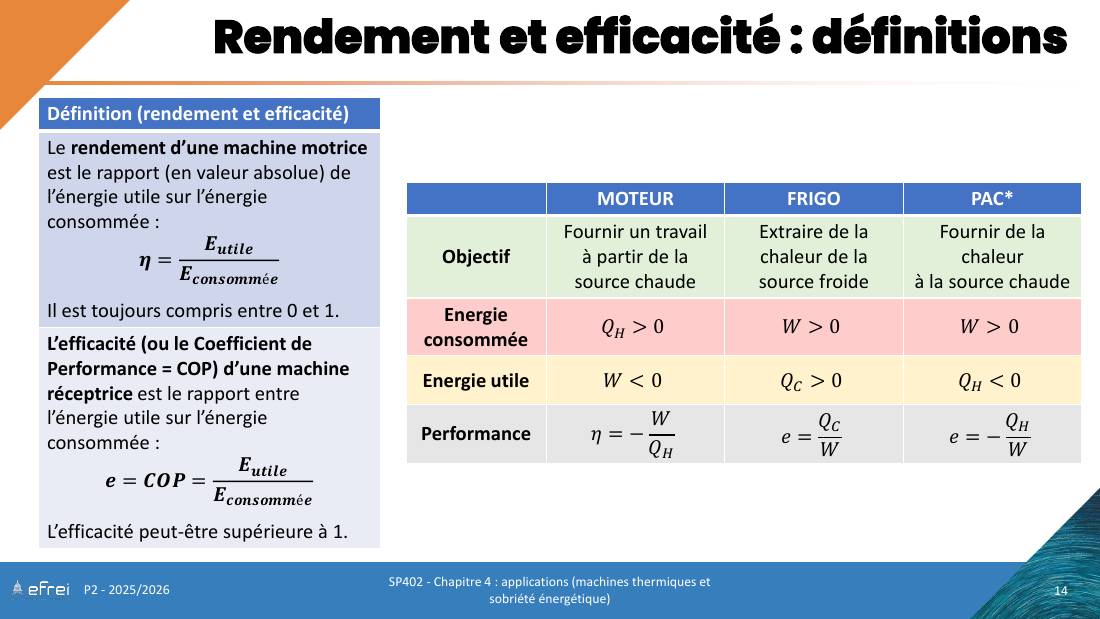 Rendement et efficacité : définitions
Définition (rendement et efficacité)
Le rendement d’une machine motrice
est le rapport (en valeur absolue) de
l’énergie utile sur l’énergie
consommée :
η = E_utile / E_consommée
Il est toujours compris entre 0 et 1.
L’efficacité (ou le Coefficient de
Performance = COP) d’une machine
réceptrice est le rapport entre
l’énergie utile sur l’énergie
consommée :
e = COP = E_utile / E_consommée
L’efficacité peut-être supérieure à 1.
MOTEUR
FRIGO
PAC*
Objectif
Fournir un travail
à partir de la
source chaude
Extraire de la
chaleur de la
source froide
Fournir de la
chaleur
à la source chaude
Energie
consommée
Q_H > 0
W > 0
W > 0
Energie utile
W < 0
Q_C > 0
Q_H < 0
Performance
η = − W / Q_H
e = Q_C / W
e = − Q_H / W
efrei
P2 - 2025/2026
SP402 - Chapitre 4 : applications (machines thermiques et
sobriété énergétique)
14